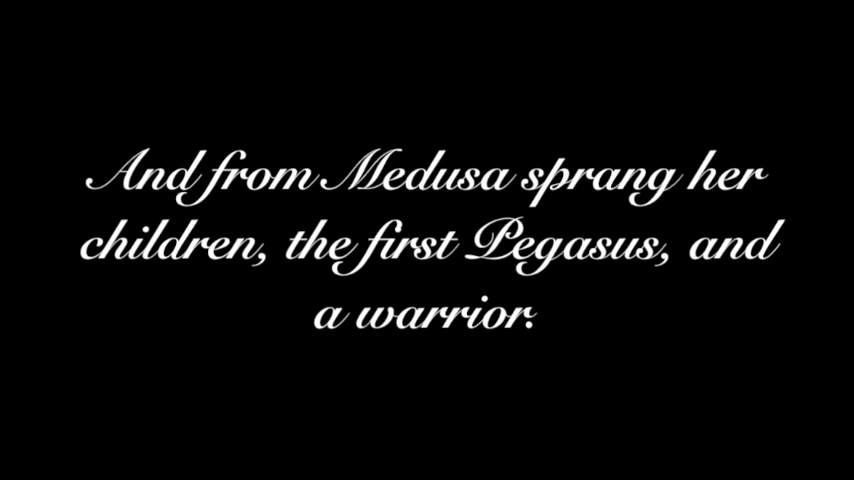 And from Medusa sprang her
children, the first Pegasus, and
a warrior.